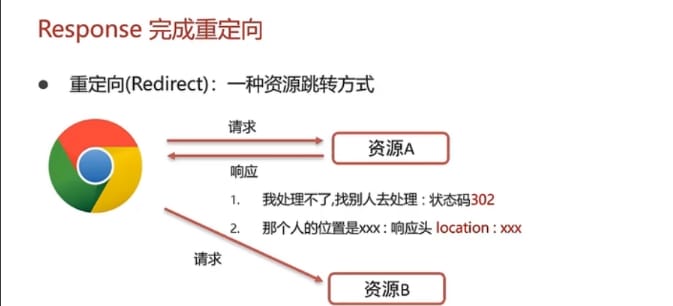 Response 完成重定向
● 重定向(Redirect)：一种资源跳转方式
请求
资源A
响应
1. 我处理不了,找别人去处理 : 状态码302
2. 那个人的位置是xxx : 响应头 location : xxx
请求
资源B